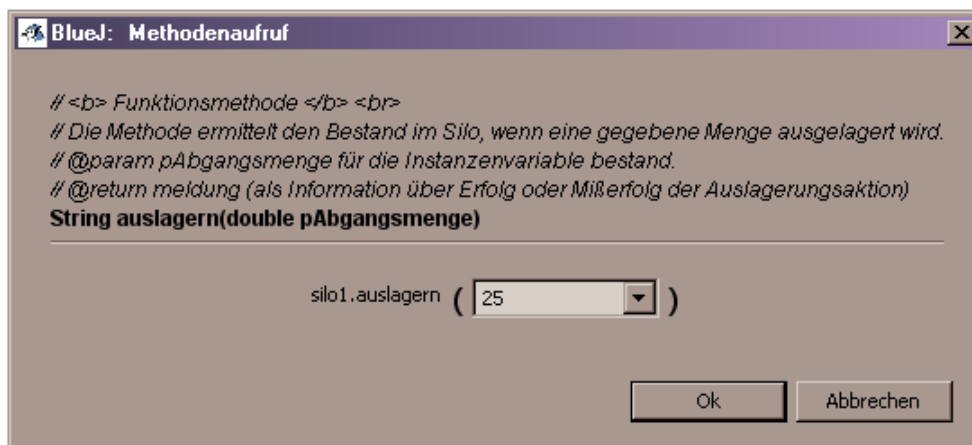 BlueJ: Methodenaufruf
// <b> Funktionsmethode </b> <br>
// Die Methode ermittelt den Bestand im Silo, wenn eine gegebene Menge ausgelagert wird.
// @param pAbgangsmenge für die Instanzenvariable bestand.
// @return meldung (als Information über Erfolg oder Mißerfolg der Auslagerungsaktion)
String auslagern(double pAbgangsmenge)
silo1.auslagern ( 25 )
Ok Abbrechen